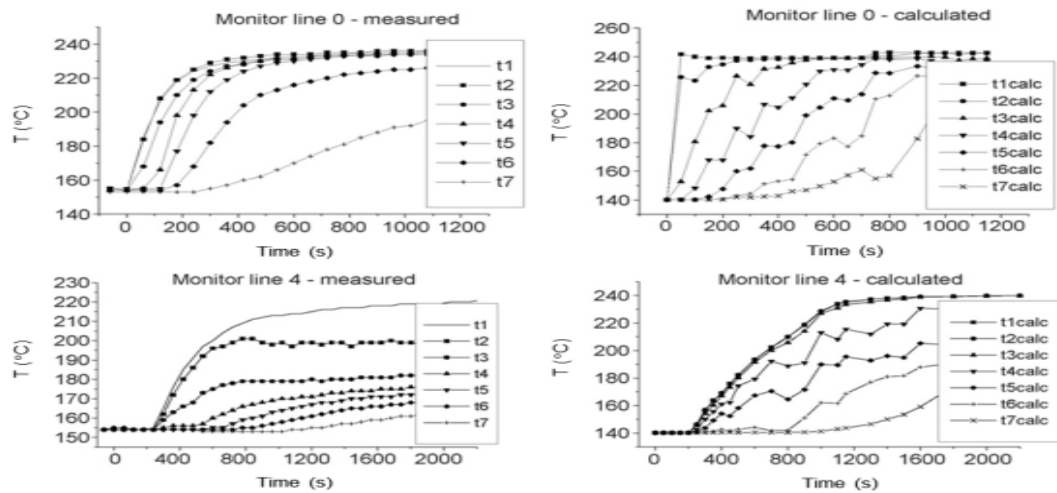 Monitor line 0 - measured
T (ºC)
240
220
200
180
160
140
0 200 400 600 800 1000 1200
Time (s)
t1
t2
t3
t4
t5
t6
t7
Monitor line 0 - calculated
T (ºC)
260
240
220
200
180
160
140
0 200 400 600 800 1000 1200
Time (s)
t1calc
t2calc
t3calc
t4calc
t5calc
t6calc
t7calc
Monitor line 4 - measured
T (ºC)
230
220
210
200
190
180
170
160
150
0 400 800 1200 1600 2000
Time (s)
t1
t2
t3
t4
t5
t6
t7
Monitor line 4 - calculated
T (ºC)
240
220
200
180
160
140
0 400 800 1200 1600 2000
Time (s)
t1calc
t2calc
t3calc
t4calc
t5calc
t6calc
t7calc